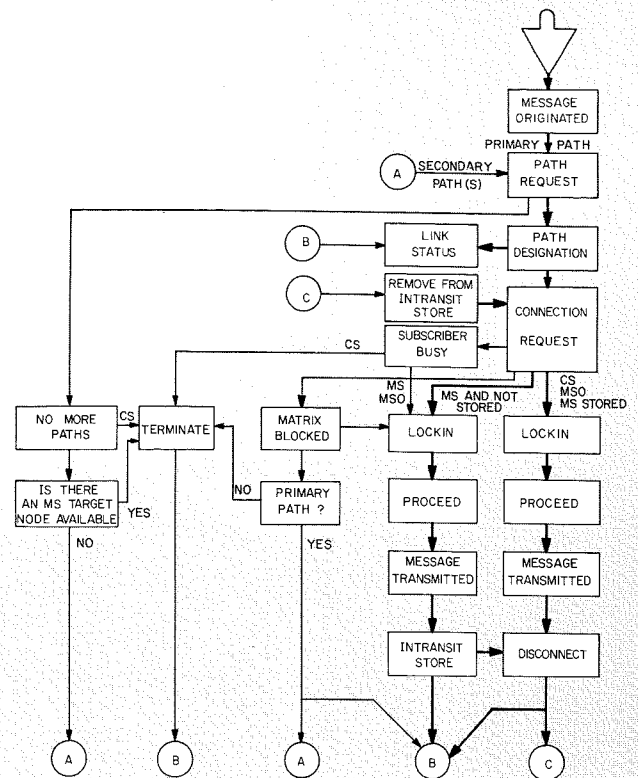 MESSAGE
ORIGINATED
PRIMARY PATH
A
SECONDARY
PATH(S)
PATH
REQUEST
B
LINK
STATUS
PATH
DESIGNATION
C
REMOVE FROM
INTRANSIT
STORE
CONNECTION
REQUEST
CS
SUBSCRIBER
BUSY
MS
MSO
MS AND NOT
STORED
CS
MSO
MS STORED
NO MORE
PATHS
CS
TERMINATE
MATRIX
BLOCKED
LOCKIN
LOCKIN
IS THERE
AN MS TARGET
NODE AVAILABLE
YES
NO
NO
PRIMARY
PATH ?
YES
PROCEED
PROCEED
MESSAGE
TRANSMITTED
MESSAGE
TRANSMITTED
INTRANSIT
STORE
DISCONNECT
A
B
A
B
C